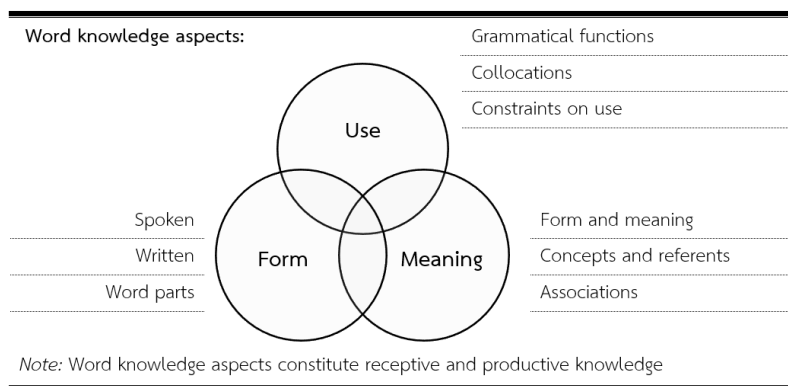 Word knowledge aspects:
Grammatical functions
Collocations
Constraints on use
Use
Spoken
Written
Word parts
Form
Meaning
Form and meaning
Concepts and referents
Associations
Note: Word knowledge aspects constitute receptive and productive knowledge